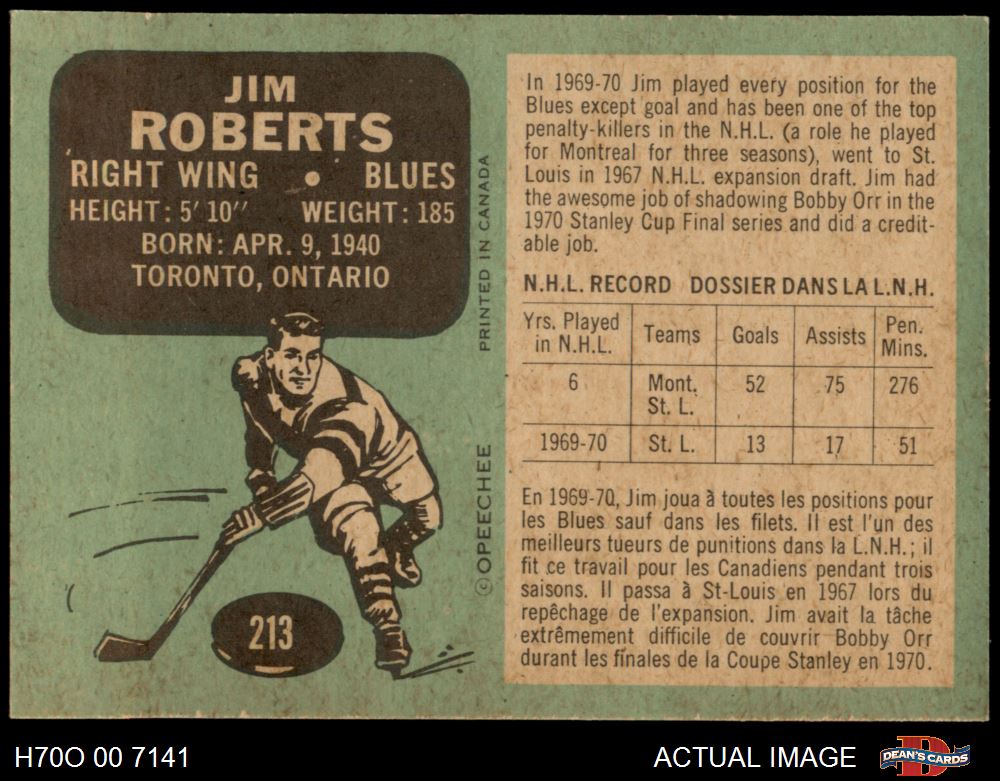 JIM
ROBERTS
RIGHT WING • BLUES
HEIGHT: 5' 10'' WEIGHT: 185
BORN: APR. 9, 1940
TORONTO, ONTARIO
213
©OPEECHEE PRINTED IN CANADA
In 1969-70 Jim played every position for the
Blues except goal and has been one of the top
penalty-killers in the N.H.L. (a role he played
for Montreal for three seasons), went to St.
Louis in 1967 N.H.L. expansion draft. Jim had
the awesome job of shadowing Bobby Orr in the
1970 Stanley Cup Final series and did a credit-
able job.
N.H.L. RECORD DOSSIER DANS LA L.N.H.
Yrs. Played in N.H.L. Teams Goals Assists Pen. Mins.
6 Mont. St. L. 52 75 276
1969-70 St. L. 13 17 51
En 1969-70, Jim joua à toutes les positions pour
les Blues sauf dans les filets. Il est l'un des
meilleurs tueurs de punitions dans la L.N.H.; il
fit ce travail pour les Canadiens pendant trois
saisons. Il passa à St-Louis en 1967 lors du
repêchage de l'expansion. Jim avait la tâche
extrêmement difficile de couvrir Bobby Orr
durant les finales de la Coupe Stanley en 1970.
H70O 00 7141
ACTUAL IMAGE
DEAN'S CARDS